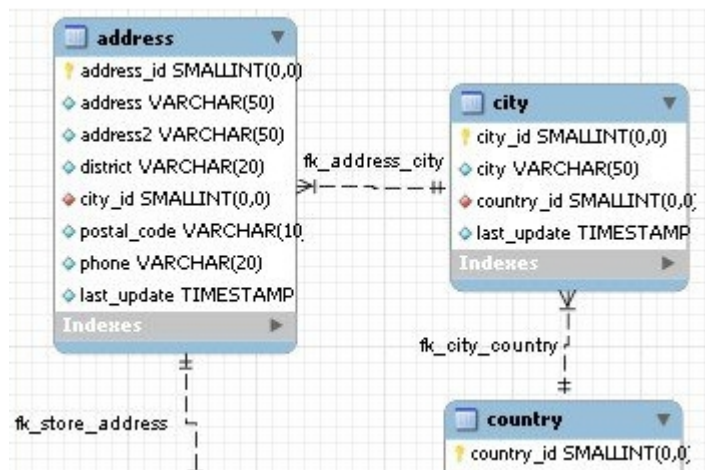 address
address_id SMALLINT(0,0)
address VARCHAR(50)
address2 VARCHAR(50)
district VARCHAR(20)
city_id SMALLINT(0,0)
postal_code VARCHAR(10
phone VARCHAR(20)
last_update TIMESTAMP
Indexes
fk_address_city
city
city_id SMALLINT(0,0)
city VARCHAR(50)
country_id SMALLINT(0,0
last_update TIMESTAMP
Indexes
fk_city_country
fk_store_address
country
country_id SMALLINT(0,0